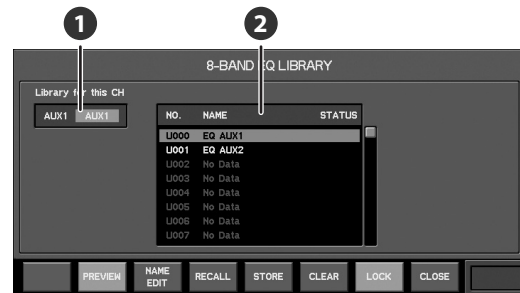 1 2
8-BAND EQ LIBRARY
Library for this CH
AUX1 AUX1
NO. NAME STATUS
U000 EQ AUX1
U001 EQ AUX2
U002 No Data
U003 No Data
U004 No Data
U005 No Data
U006 No Data
U007 No Data
PREVIEW NAME EDIT RECALL STORE CLEAR LOCK CLOSE